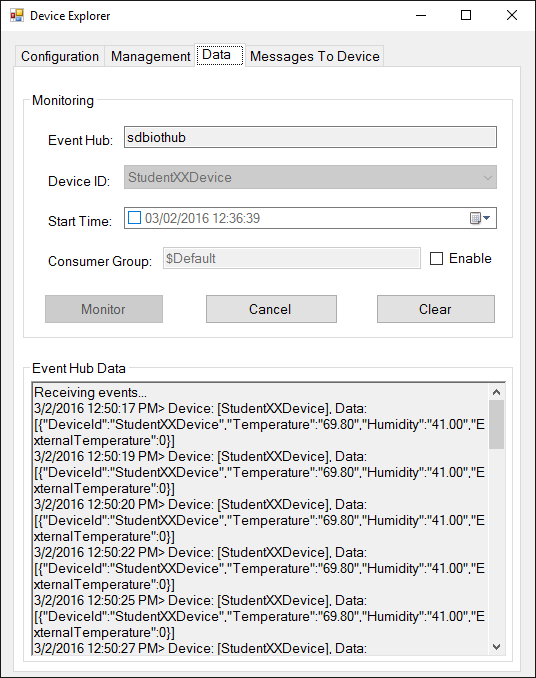 Device Explorer
Configuration Management Data Messages To Device
Monitoring
Event Hub: sdbiothub
Device ID: StudentXXDevice
Start Time: 03/02/2016 12:36:39
Consumer Group: $Default Enable
Monitor Cancel Clear
Event Hub Data
Receiving events...
3/2/2016 12:50:17 PM> Device: [StudentXXDevice], Data:
[{"DeviceId":"StudentXXDevice","Temperature":"69.80","Humidity":"41.00","E
xternalTemperature":0}]
3/2/2016 12:50:19 PM> Device: [StudentXXDevice], Data:
[{"DeviceId":"StudentXXDevice","Temperature":"69.80","Humidity":"41.00","E
xternalTemperature":0}]
3/2/2016 12:50:20 PM> Device: [StudentXXDevice], Data:
[{"DeviceId":"StudentXXDevice","Temperature":"69.80","Humidity":"41.00","E
xternalTemperature":0}]
3/2/2016 12:50:22 PM> Device: [StudentXXDevice], Data:
[{"DeviceId":"StudentXXDevice","Temperature":"69.80","Humidity":"41.00","E
xternalTemperature":0}]
3/2/2016 12:50:25 PM> Device: [StudentXXDevice], Data:
[{"DeviceId":"StudentXXDevice","Temperature":"69.80","Humidity":"41.00","E
xternalTemperature":0}]
3/2/2016 12:50:27 PM> Device: [StudentXXDevice], Data: